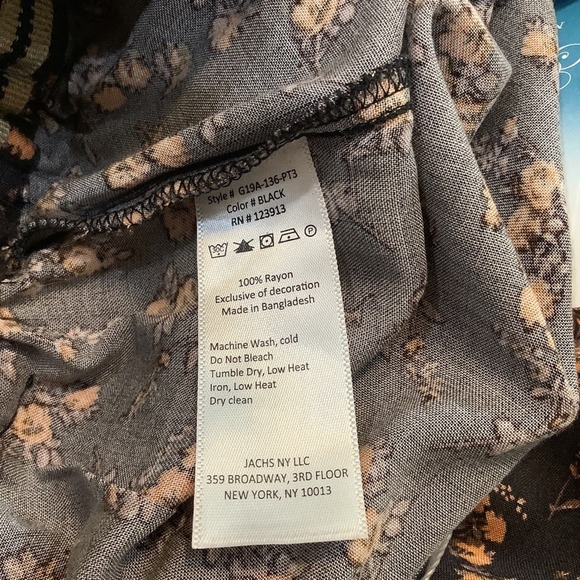 Style # G19A-136-PT3
Color # BLACK
RN # 123913
P
100% Rayon
Exclusive of decoration
Made in Bangladesh
Machine Wash, cold
Do Not Bleach
Tumble Dry, Low Heat
Iron, Low Heat
Dry clean
JACHS NY LLC
359 BROADWAY, 3RD FLOOR
NEW YORK, NY 10013